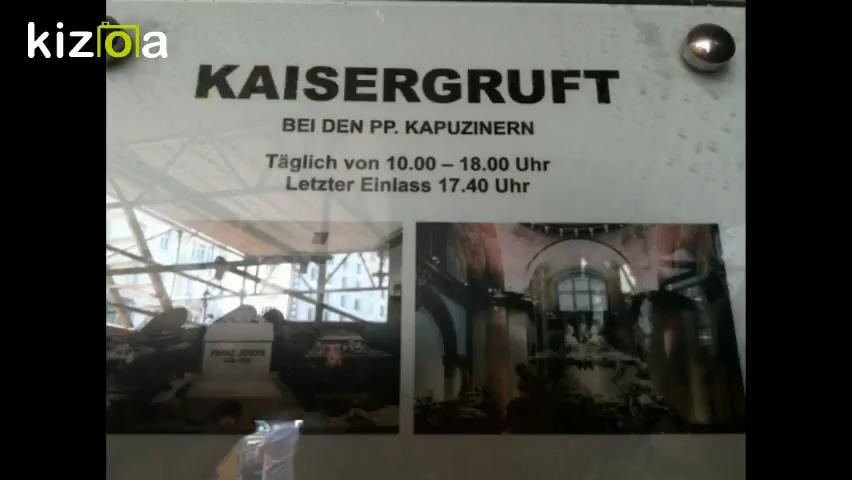 kizoa
KAISERGRUFT
BEI DEN PP. KAPUZINERN
Täglich von 10.00 – 18.00 Uhr
Letzter Einlass 17.40 Uhr
FRANZ JOSEPH